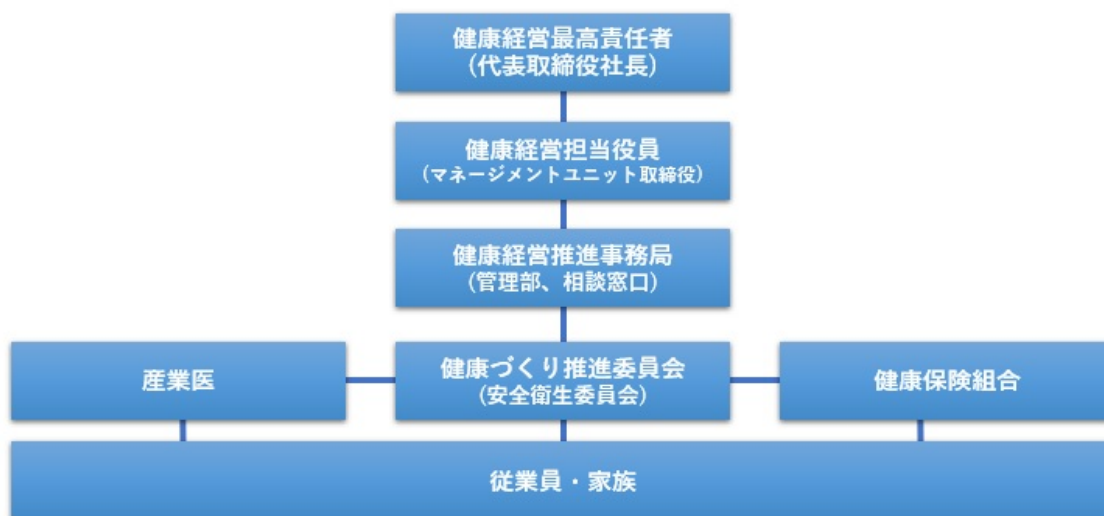 健康経営最高責任者
(代表取締役社長)
健康経営担当役員
(マネージメントユニット取締役)
健康経営推進事務局
(管理部、相談窓口)
産業医
健康づくり推進委員会
(安全衛生委員会)
健康保険組合
従業員・家族